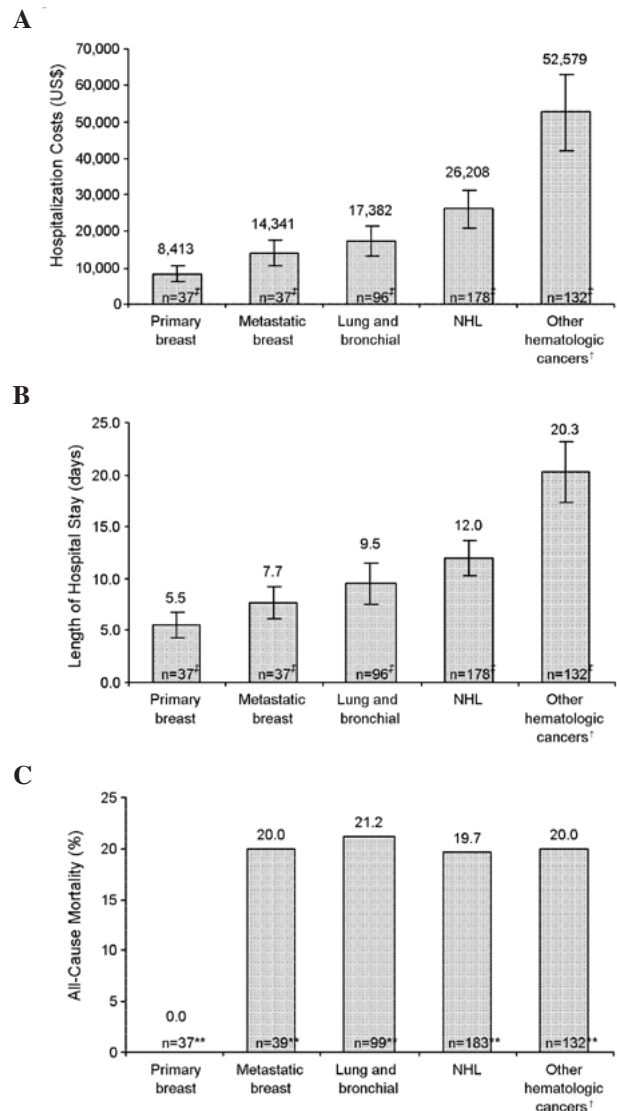 A
70,000
60,000
50,000
40,000
30,000
20,000
10,000
0
Hospitalization Costs (US$)
8,413
14,341
17,382
26,208
52,579
n=37‡ n=37‡ n=96‡ n=178‡ n=132‡
Primary Metastatic Lung and NHL Other
breast breast bronchial hematologic
cancers†
B
25.0
20.0
15.0
10.0
5.0
0.0
Length of Hospital Stay (days)
5.5
7.7
9.5
12.0
20.3
n=37‡ n=37‡ n=96‡ n=178‡ n=132‡
Primary Metastatic Lung and NHL Other
breast breast bronchial hematologic
cancers†
C
25
20
15
10
5
0
All-Cause Mortality (%)
0.0
20.0
21.2
19.7
20.0
n=37** n=39** n=99** n=183** n=132**
Primary Metastatic Lung and NHL Other
breast breast bronchial hematologic
cancers†